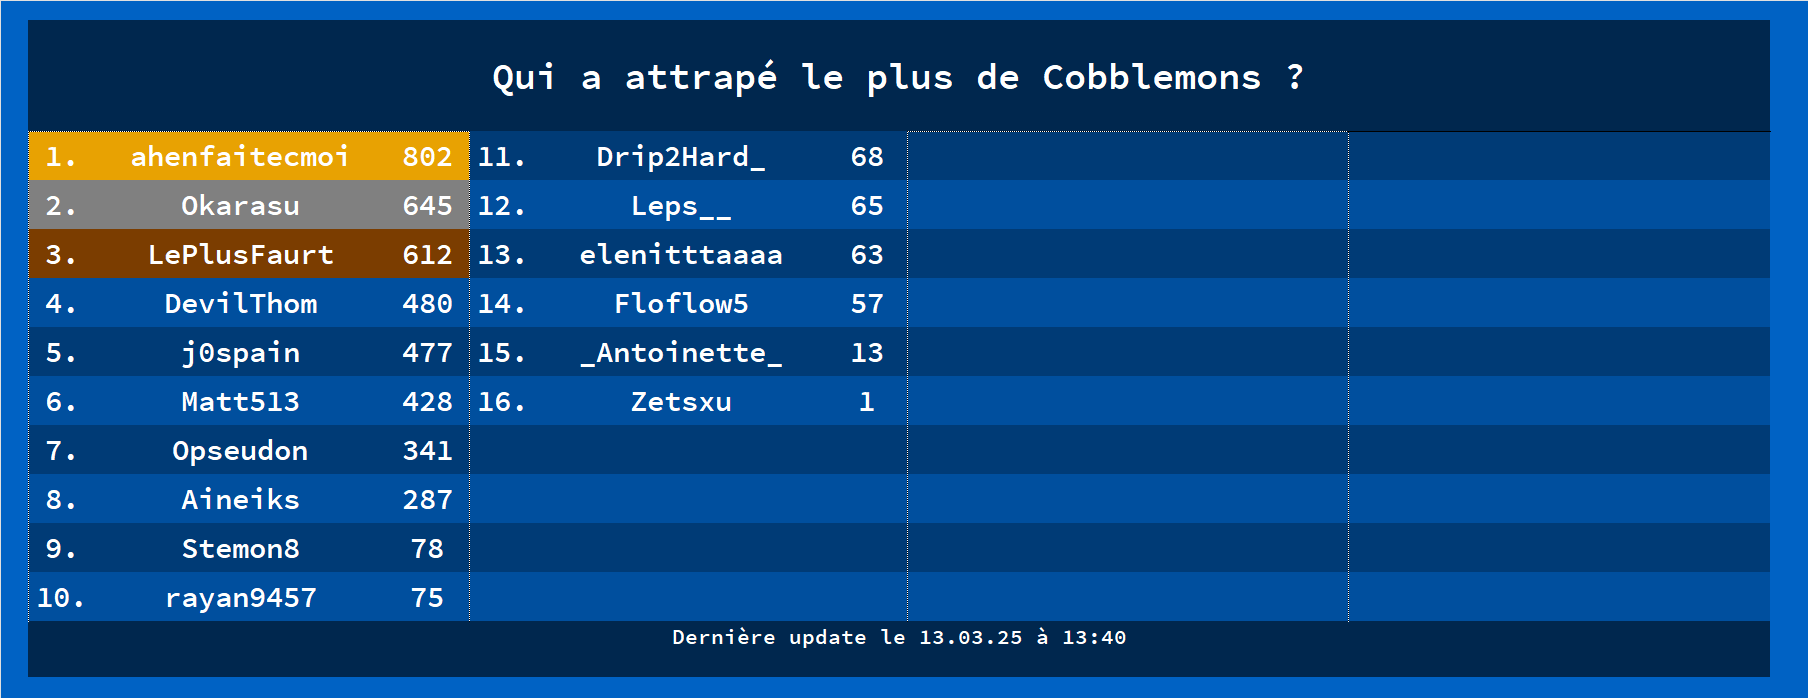 Qui a attrapé le plus de Cobblemons ?
1. ahenfaitecmoi 802
2. Okarasu 645
3. LePlusFaurt 612
4. DevilThom 480
5. j0spain 477
6. Matt513 428
7. Opseudon 341
8. Aineiks 287
9. Stemon8 78
10. rayan9457 75
11. Drip2Hard_ 68
12. Leps__ 65
13. elenitttaaaa 63
14. Floflow5 57
15. _Antoinette_ 13
16. Zetsxu 1
Dernière update le 13.03.25 à 13:40